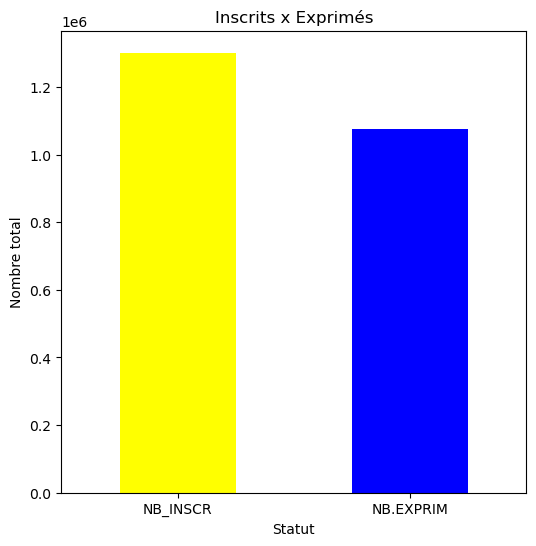 Inscrits x Exprimés
1e6
1.2
1.0
0.8
0.6
0.4
0.2
0.0
Nombre total
NB_INSCR
NB.EXPRIM
Statut